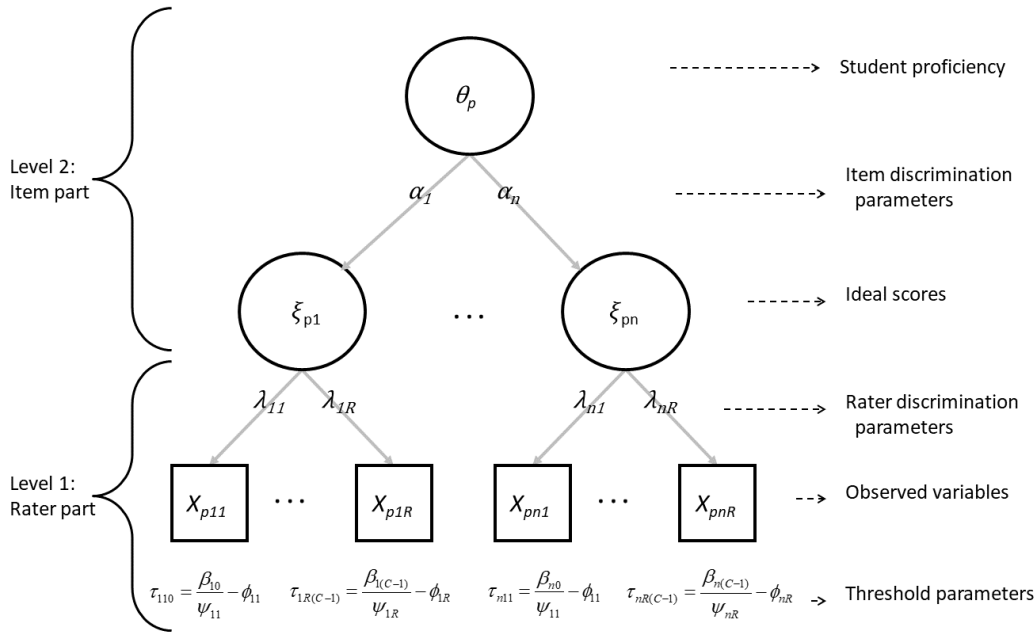 θp
Student proficiency
Level 2:
Item part
α1 αn
Item discrimination
parameters
ξp1 ... ξpn
Ideal scores
λ11 λ1R λn1 λnR
Rater discrimination
parameters
Level 1:
Rater part
Xp11 ... Xp1R Xpn1 ... XpnR
Observed variables
τ110 = β10/ψ11 − ϕ11 τ1R(C−1) = β1(C−1)/ψ1R − ϕ1R τn11 = βn0/ψ11 − ϕ11 τnR(C−1) = βn(C−1)/ψnR − ϕnR
Threshold parameters